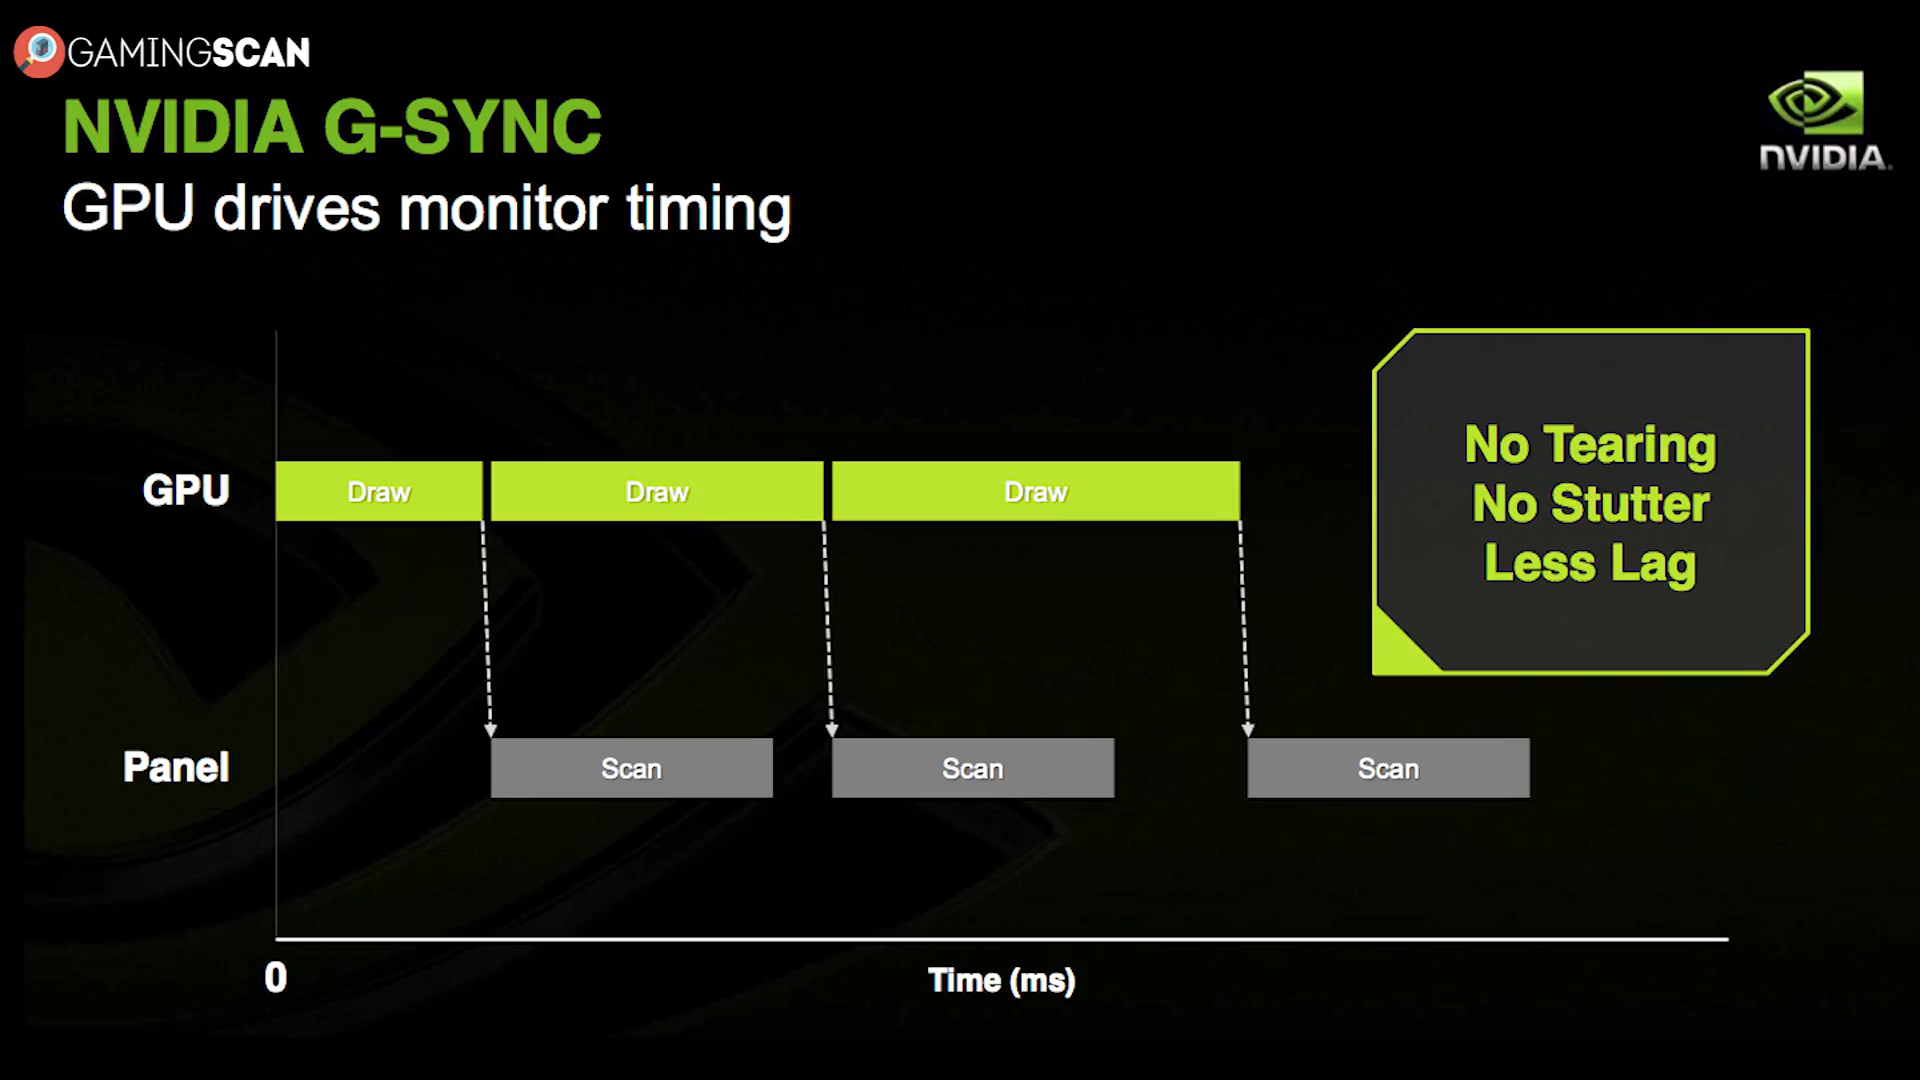 GAMINGSCAN
NVIDIA G-SYNC
GPU drives monitor timing
NVIDIA.
No Tearing
No Stutter
Less Lag
GPU
Draw
Draw
Draw
Panel
Scan
Scan
Scan
0
Time (ms)